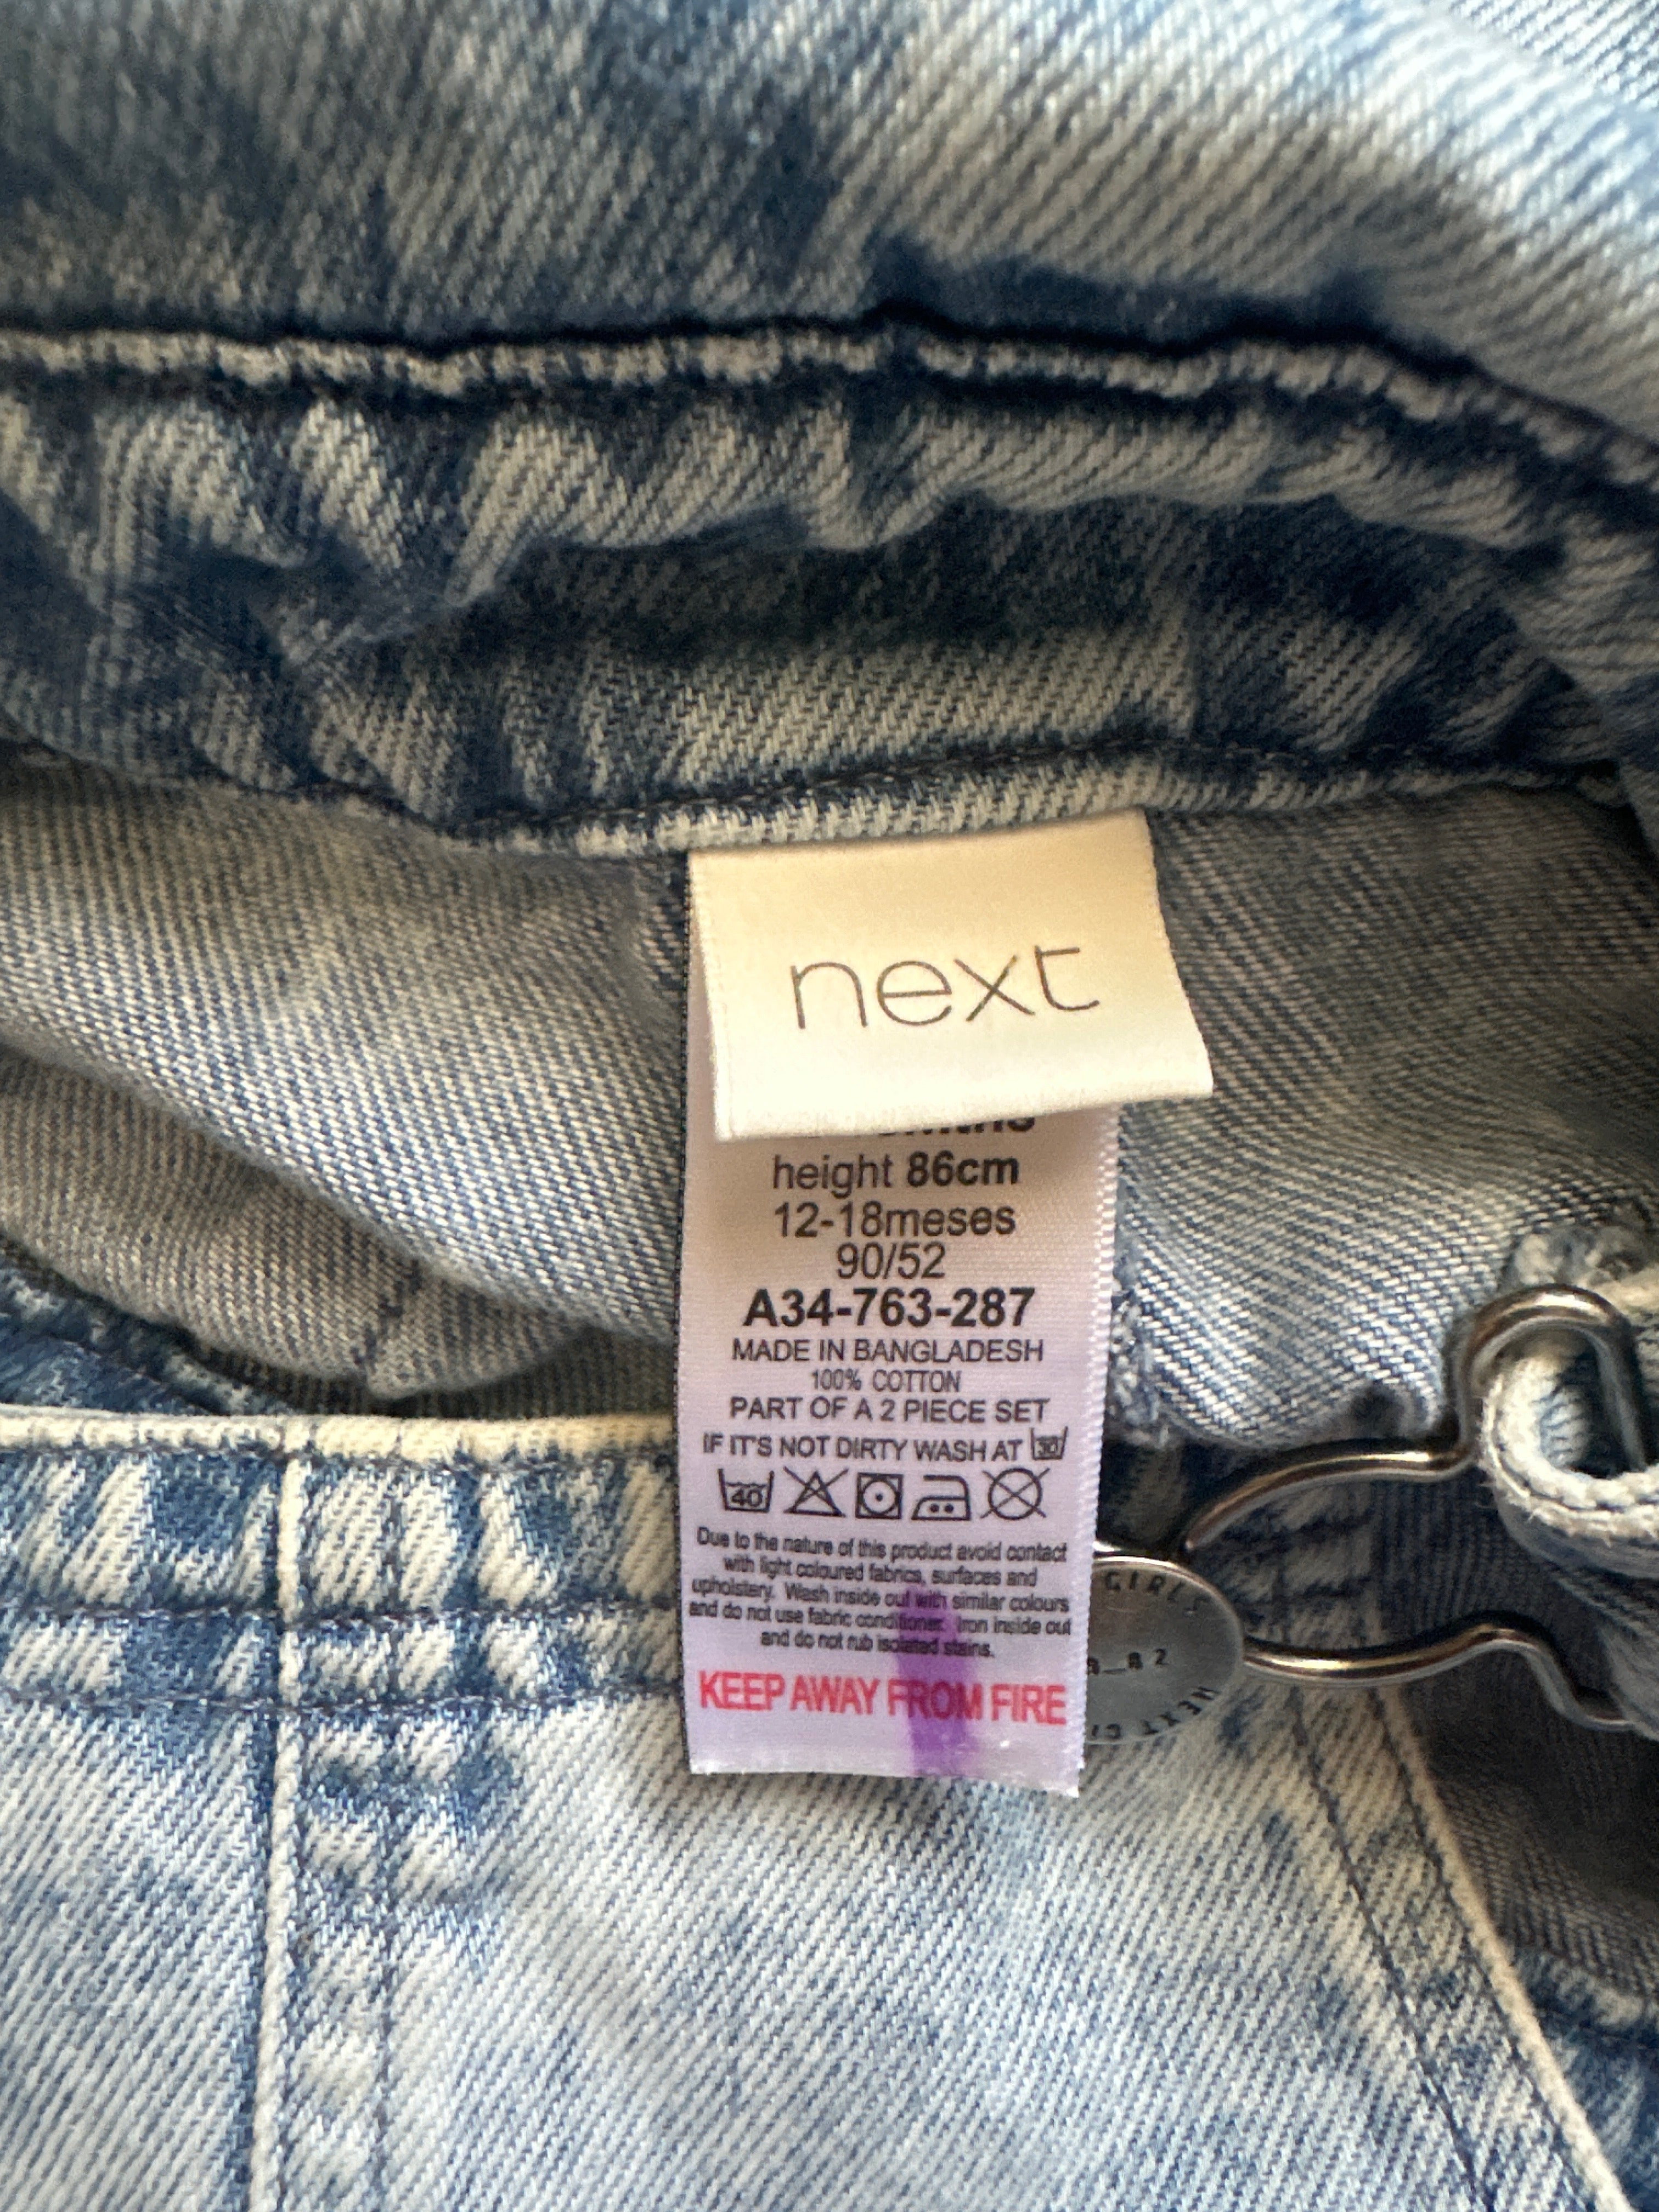 next
height 86cm
12-18meses
90/52
A34-763-287
MADE IN BANGLADESH
100% COTTON
PART OF A 2 PIECE SET
IF IT'S NOT DIRTY WASH AT 30
40
Due to the nature of this product avoid contact
with light coloured fabrics, surfaces and
upholstery. Wash inside out with similar colours
and do not use fabric conditioner. Iron inside out
and do not rub isolated stains.
KEEP AWAY FROM FIRE
GIRLS
NEXT